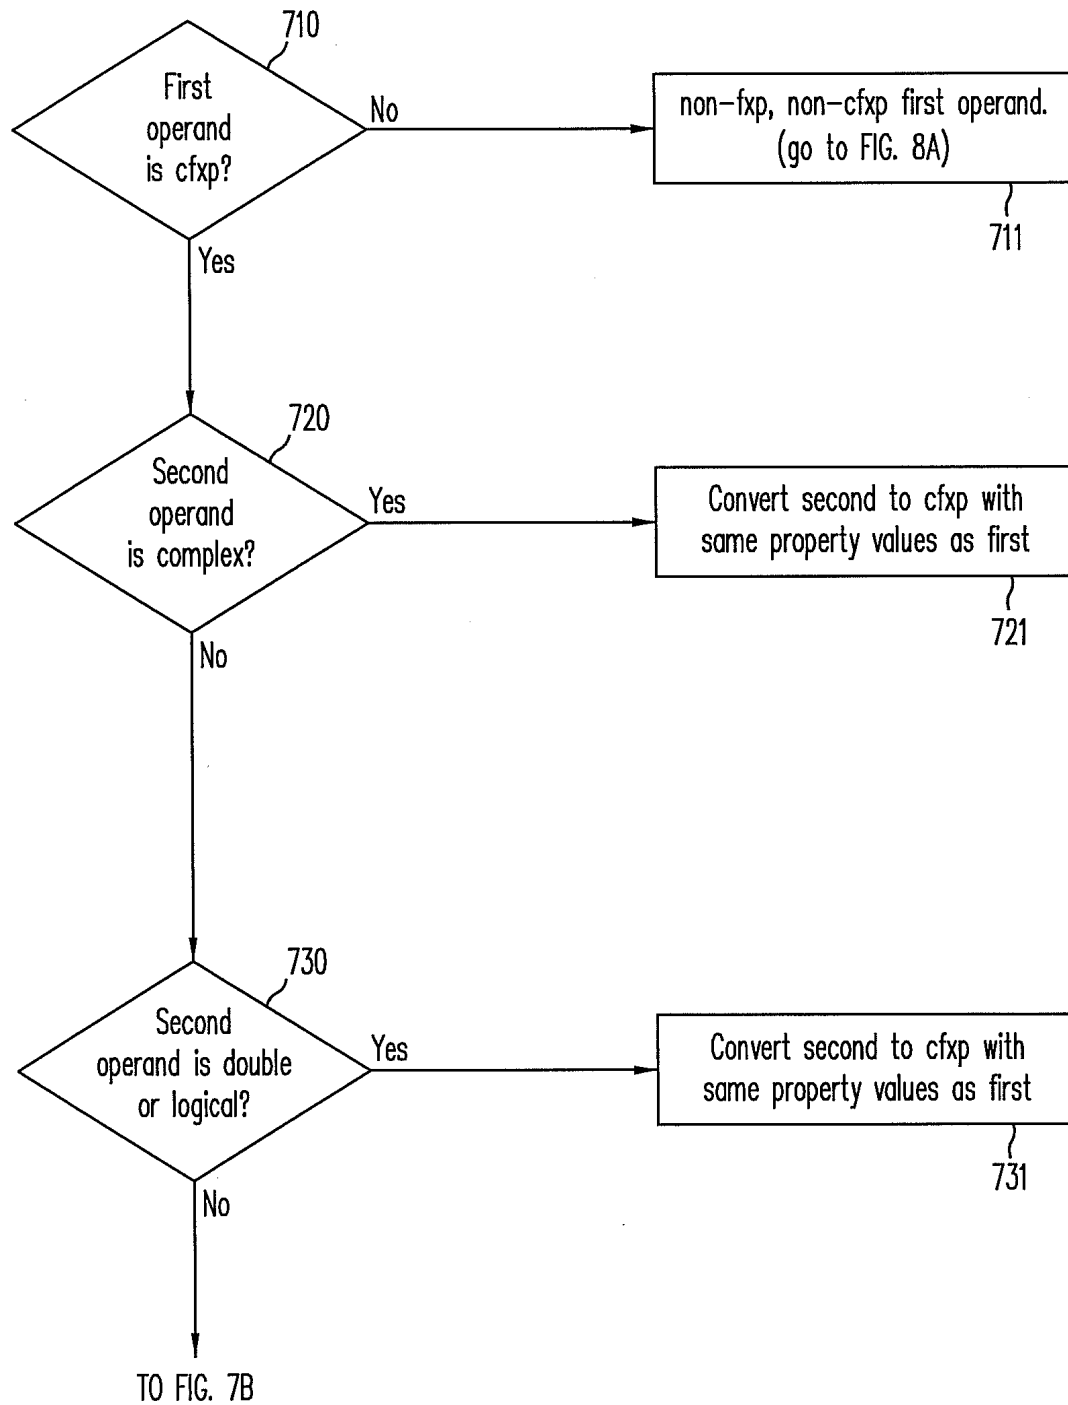 710
First
operand
is cfxp?
No
non-fxp, non-cfxp first operand.
(go to FIG. 8A)
711
Yes
720
Second
operand
is complex?
Yes
Convert second to cfxp with
same property values as first
721
No
730
Second
operand is double
or logical?
Yes
Convert second to cfxp with
same property values as first
731
No
TO FIG. 7B